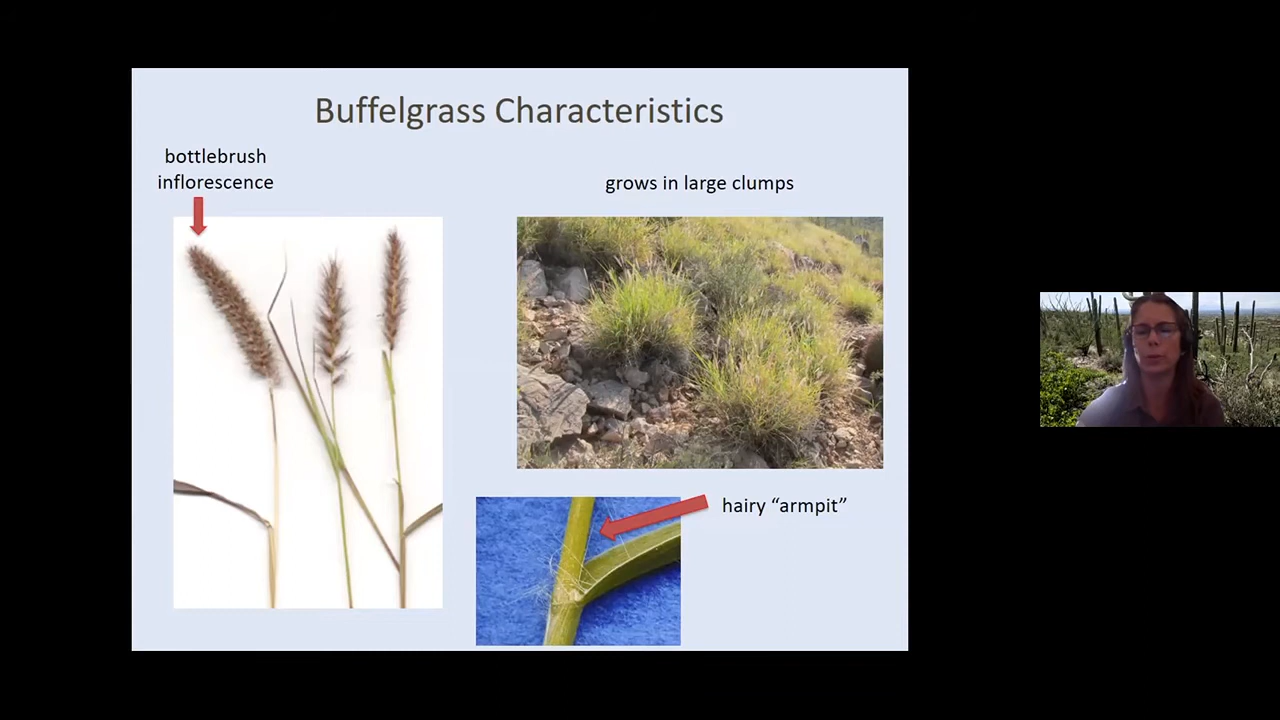 Buffelgrass Characteristics
bottlebrush
inflorescence
grows in large clumps
hairy “armpit”